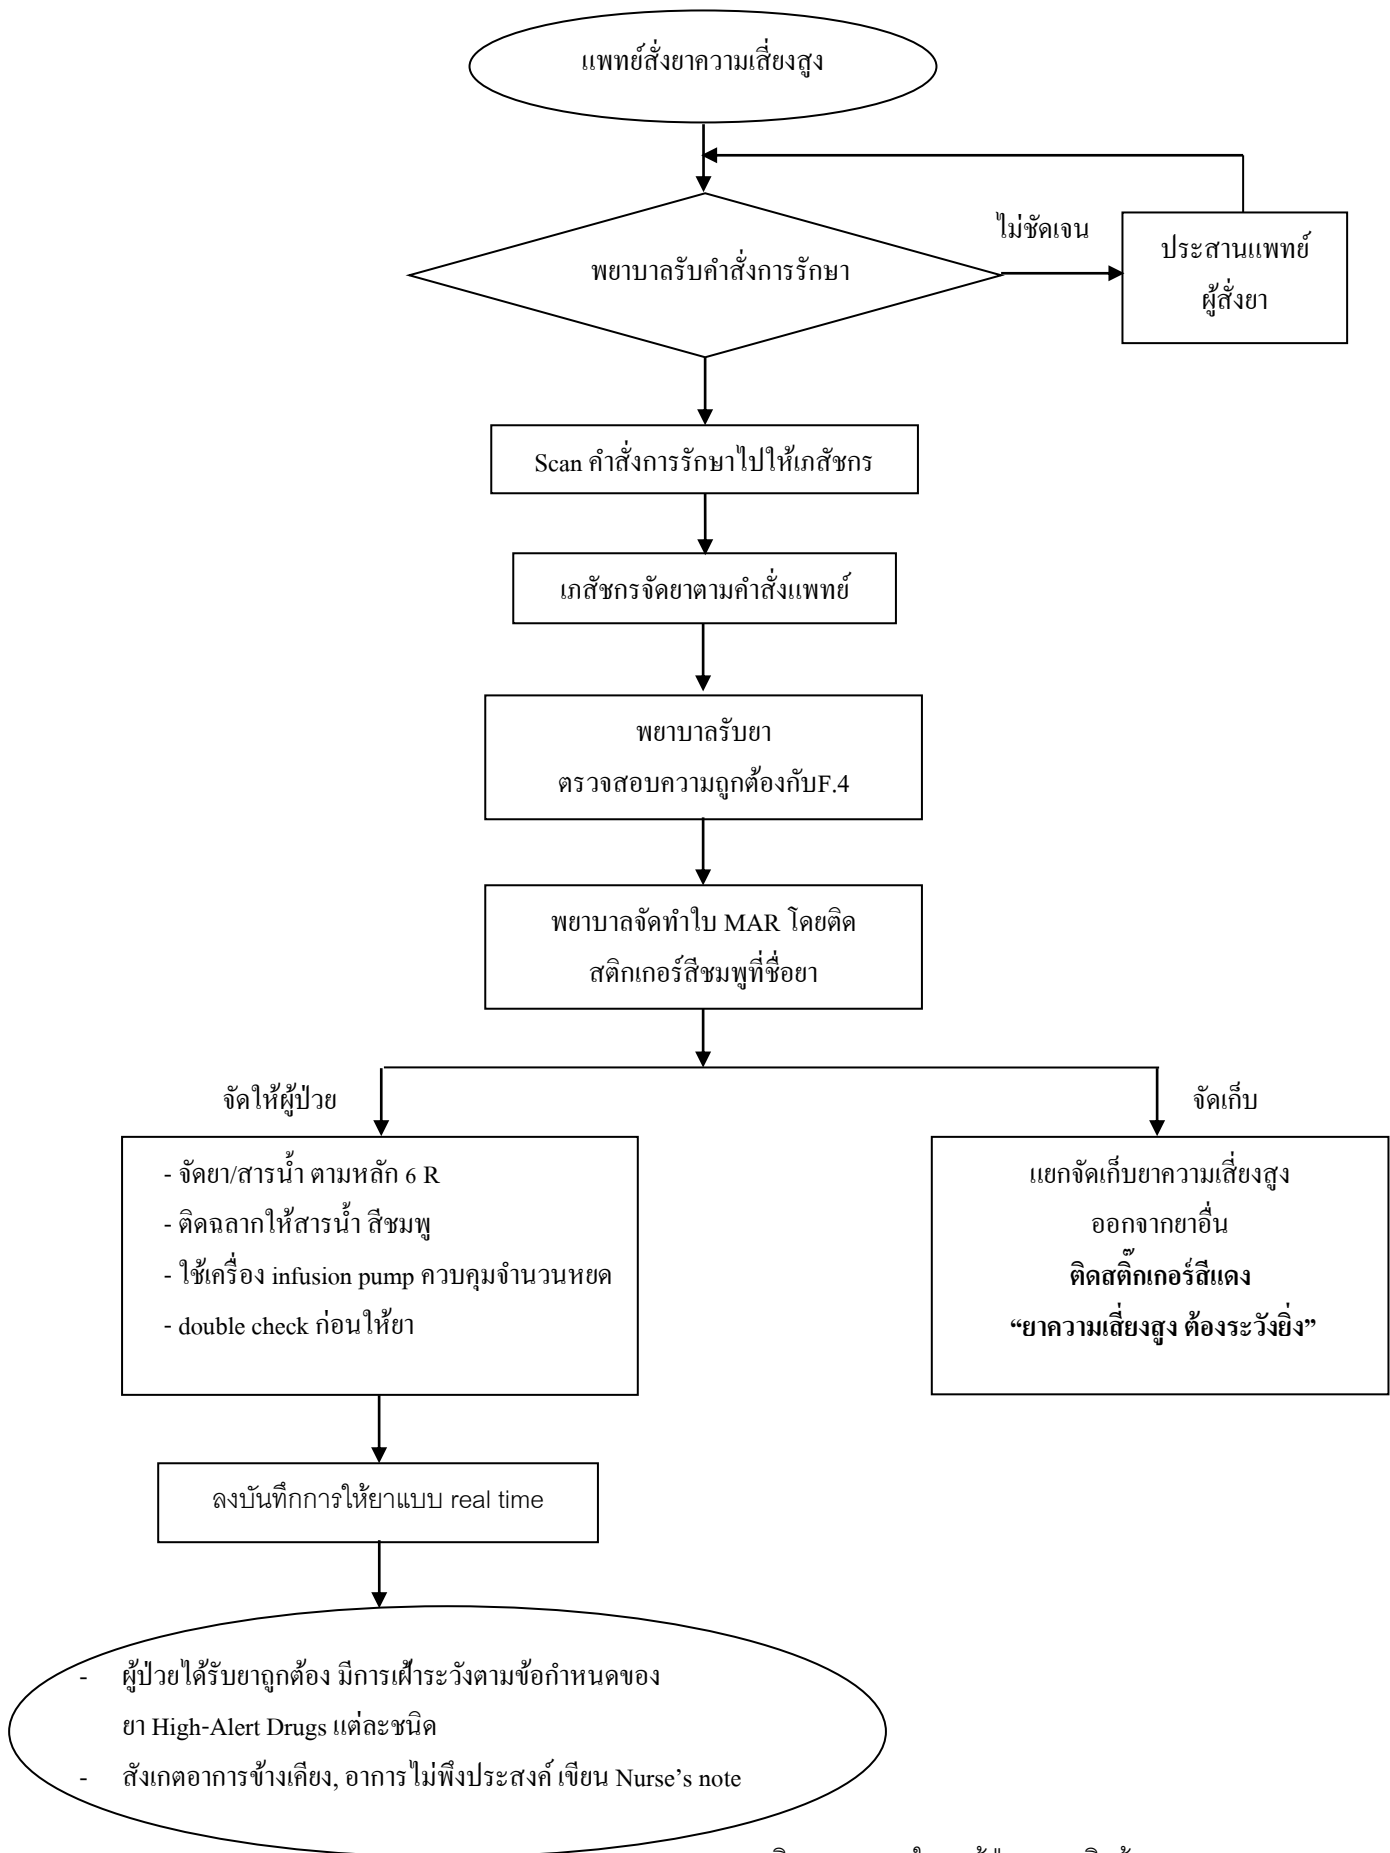 แพทย์สั่งยาความเสี่ยงสูง
ไม่ชัดเจน
พยาบาลรับคำสั่งการรักษา
ประสานแพทย์
ผู้สั่งยา
Scan คำสั่งการรักษาไปให้เภสัชกร
เภสัชกรจัดยาตามคำสั่งแพทย์
พยาบาลรับยา
ตรวจสอบความถูกต้องกับF.4
พยาบาลจัดทำใบ MAR โดยติด
สติกเกอร์สีชมพูที่ชื่อยา
จัดให้ผู้ป่วย
จัดเก็บ
- จัดยา/สารน้ำ ตามหลัก 6 R
- ติดฉลากให้สารน้ำ สีชมพู
- ใช้เครื่อง infusion pump ควบคุมจำนวนหยด
- double check ก่อนให้ยา
แยกจัดเก็บยาความเสี่ยงสูง
ออกจากยาอื่น
ติดสติ๊กเกอร์สีแดง
“ยาความเสี่ยงสูง ต้องระวังยิ่ง”
ลงบันทึกการให้ยาแบบ real time
- ผู้ป่วยได้รับยาถูกต้อง มีการเฝ้าระวังตามข้อกำหนดของ
ยา High-Alert Drugs แต่ละชนิด
- สังเกตอาการข้างเคียง, อาการไม่พึงประสงค์ เขียน Nurse’s note